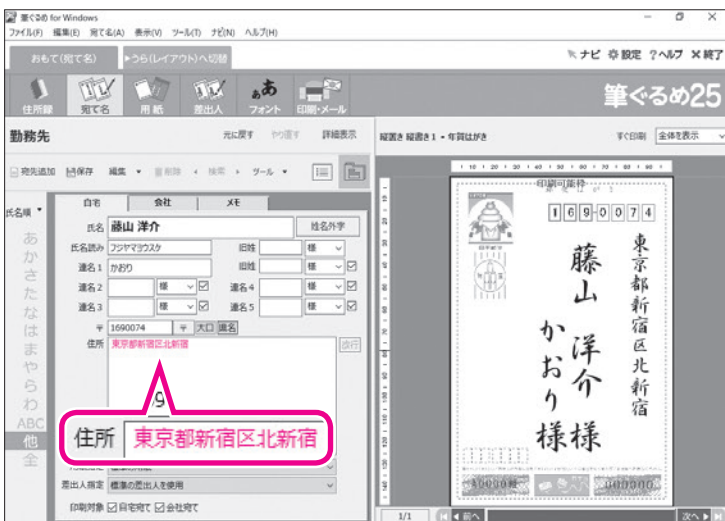 筆ぐるめ for Windows
ファイル(F) 編集(E) 宛て名(A) 表示(V) ツール(T) ナビ(N) ヘルプ(H)
おもて(宛て名) ▶うら(レイアウト)へ切替
ナビ 設定 ?ヘルプ ×終了
住所録 宛て名 用紙 差出人 フォント 印刷・メール
筆ぐるめ25
勤務先 元に戻す やり直す 詳細表示
縦置き 縦書き1 - 年賀はがき すぐ印刷 全体を表示
宛先追加 保存 編集 ▼ 削除 検索 ツール ▼
氏名順 ▼
あ
か
さ
た
な
は
ま
や
ら
わ
ABC
他
全
自宅 会社 メモ
氏名 藤山 洋介 姓名外字
氏名読み フジヤマヨウスケ 旧姓 様
連名1 かおり 旧姓 様
連名2 様 連名4 様
連名3 様 連名5 様
〒 1690074 〒 大口 識名
住所 東京都新宿区北新宿 改行
住所 東京都新宿区北新宿
差出人指定 標準の差出人を使用
印刷対象 自宅宛て 会社宛て
印刷可能枠
1690074
東京都新宿区北新宿
藤山 洋介 様
かおり 様
1/1 前へ 次へ